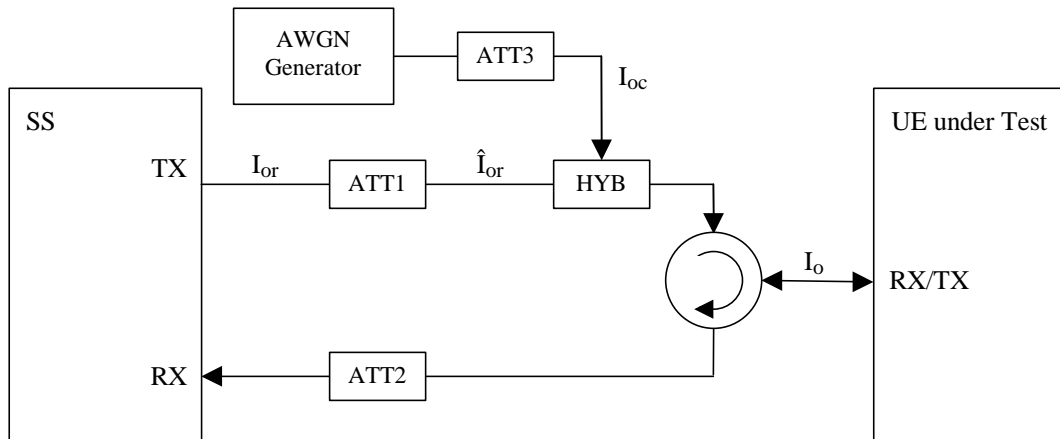 AWGN
Generator
ATT3
I_oc
SS
UE under Test
TX
I_or
ATT1
Î_or
HYB
I_o
RX/TX
RX
ATT2